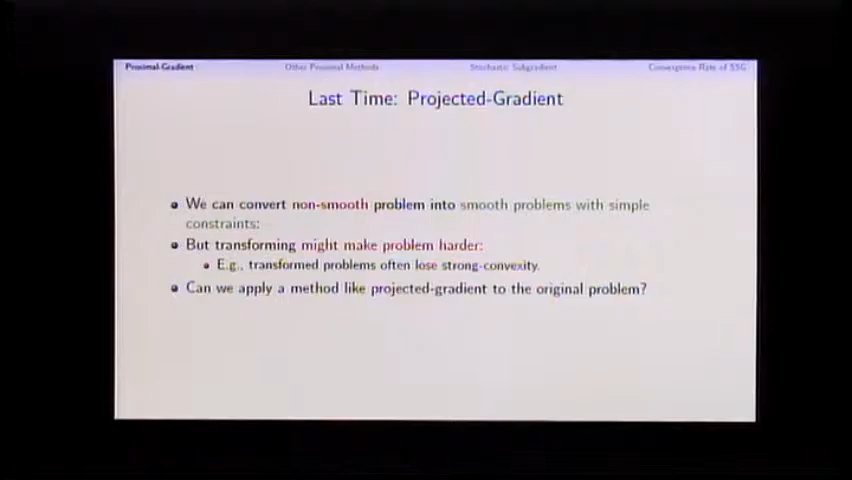 Proximal-Gradient Other Proximal Methods Stochastic Subgradient Convergence Rate of SSG
Last Time: Projected-Gradient
We can convert non-smooth problem into smooth problems with simple
constraints:
But transforming might make problem harder:
E.g., transformed problems often lose strong-convexity.
Can we apply a method like projected-gradient to the original problem?